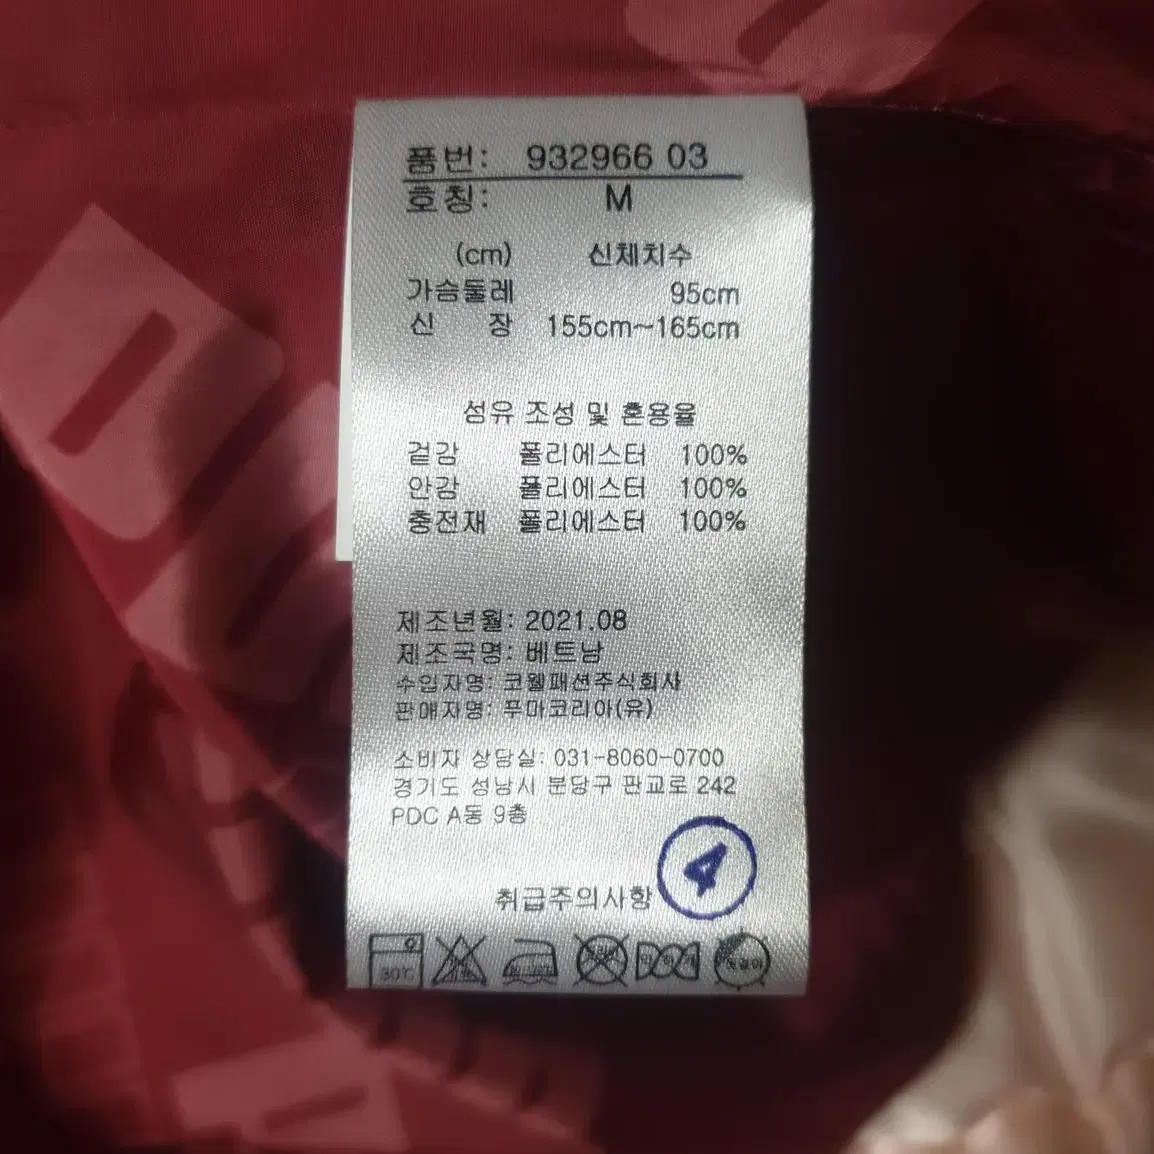 품번: 932966 03
호칭: M
(cm) 신체치수
가슴둘레 95cm
신 장 155cm~165cm
섬유 조성 및 혼용율
겉감 폴리에스터 100%
안감 폴리에스터 100%
충전재 폴리에스터 100%
제조년월: 2021.08
제조국명: 베트남
수입자명: 코웰패션주식회사
판매자명: 푸마코리아(유)
소비자 상담실: 031-8060-0700
경기도 성남시 분당구 판교로 242
PDC A동 9층
4
취급주의사항
30℃ 약하게